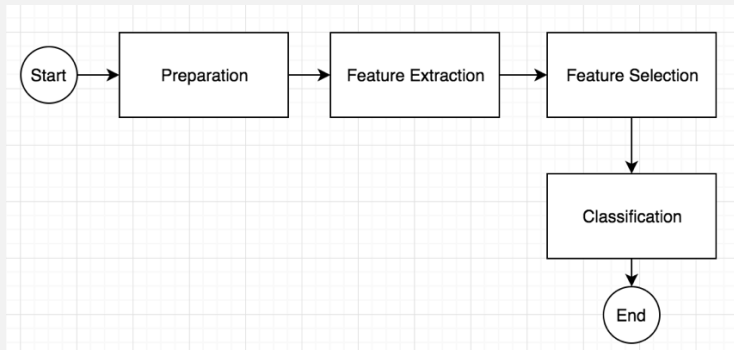 Start
Preparation
Feature Extraction
Feature Selection
Classification
End